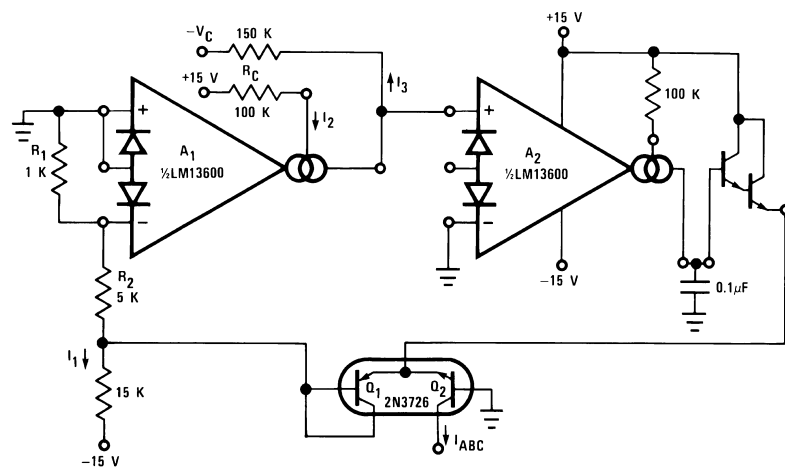 −VC
150 K
+15 V
RC
100 K
I2
I3
+15 V
100 K
+
A1
½LM13600
−
R1
1 K
+
A2
½LM13600
−
−15 V
0.1µF
R2
5 K
I1
15 K
−15 V
Q1
Q2
2N3726
IABC